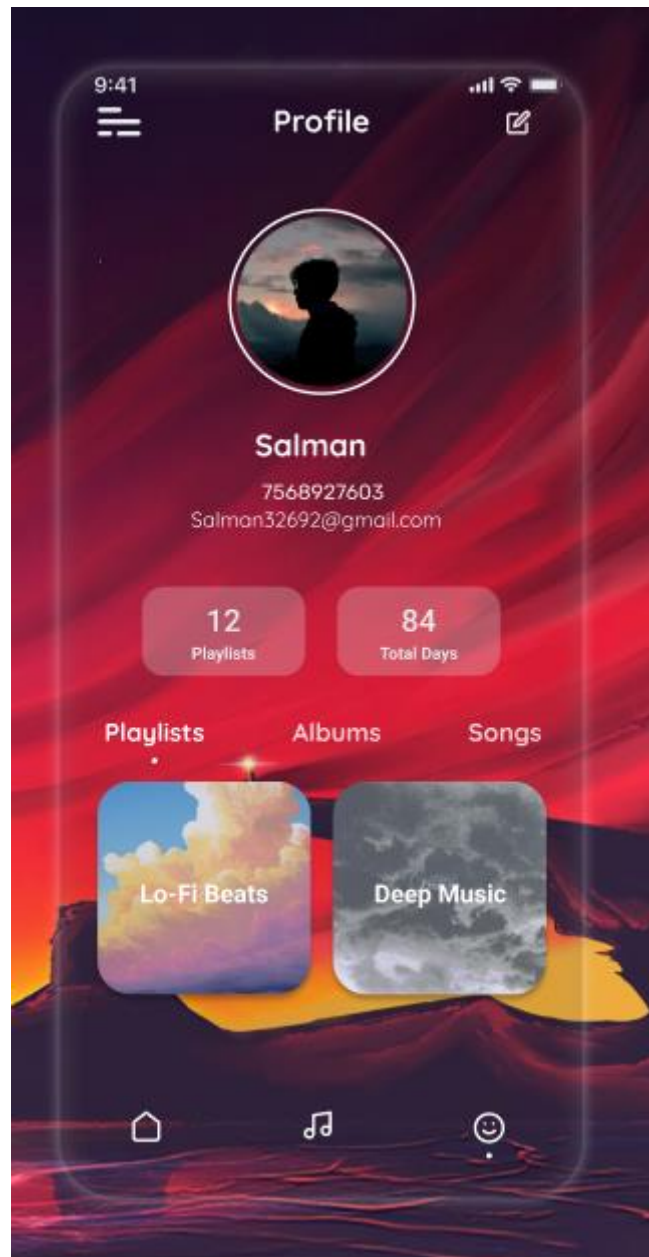 9:41
Profile
Salman
7568927603
Salman32692@gmail.com
12 84
Playlists Total Days
Playlists Albums Songs
Lo-Fi Beats Deep Music